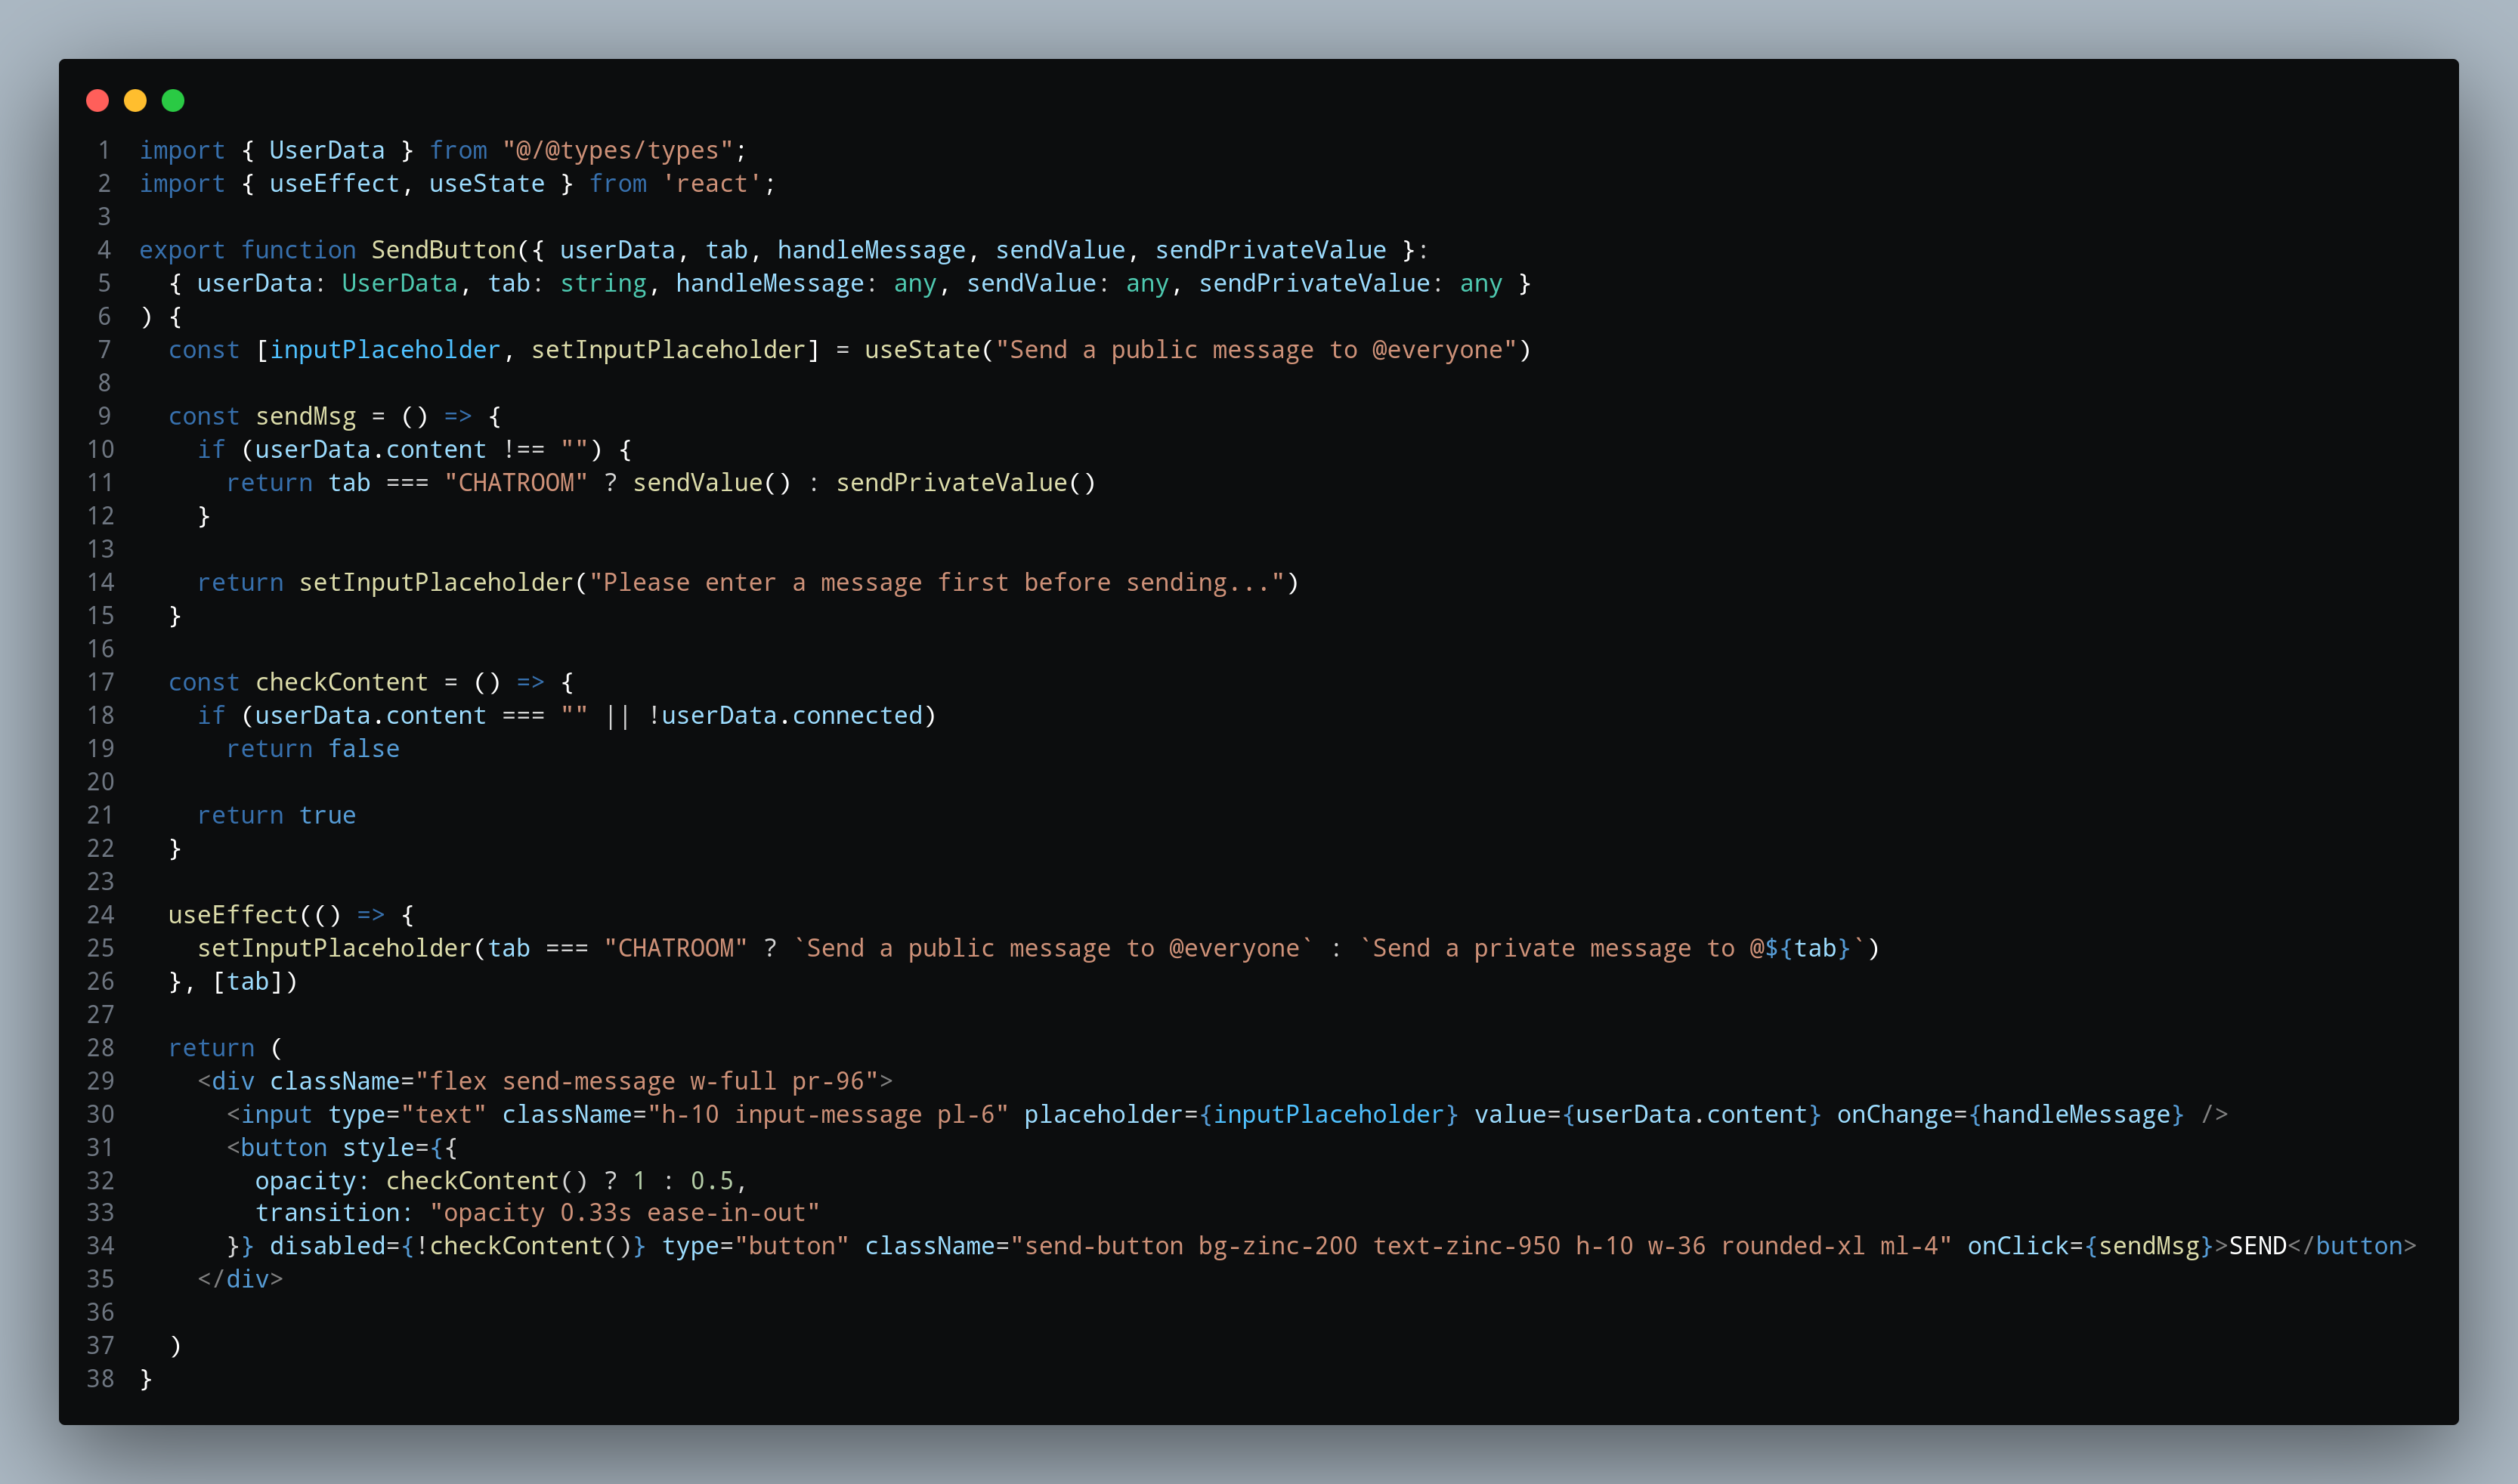 1 import { UserData } from "@/@types/types";
2 import { useEffect, useState } from 'react';
3
4 export function SendButton({ userData, tab, handleMessage, sendValue, sendPrivateValue }:
5   { userData: UserData, tab: string, handleMessage: any, sendValue: any, sendPrivateValue: any }
6 ) {
7   const [inputPlaceholder, setInputPlaceholder] = useState("Send a public message to @everyone")
8
9   const sendMsg = () => {
10     if (userData.content !== "") {
11       return tab === "CHATROOM" ? sendValue() : sendPrivateValue()
12     }
13
14     return setInputPlaceholder("Please enter a message first before sending...")
15   }
16
17   const checkContent = () => {
18     if (userData.content === "" || !userData.connected)
19       return false
20
21     return true
22   }
23
24   useEffect(() => {
25     setInputPlaceholder(tab === "CHATROOM" ? `Send a public message to @everyone` : `Send a private message to @${tab}`)
26   }, [tab])
27
28   return (
29     <div className="flex send-message w-full pr-96">
30       <input type="text" className="h-10 input-message pl-6" placeholder={inputPlaceholder} value={userData.content} onChange={handleMessage} />
31       <button style={{
32         opacity: checkContent() ? 1 : 0.5,
33         transition: "opacity 0.33s ease-in-out"
34       }} disabled={!checkContent()} type="button" className="send-button bg-zinc-200 text-zinc-950 h-10 w-36 rounded-xl ml-4" onClick={sendMsg}>SEND</button>
35     </div>
36
37   )
38 }